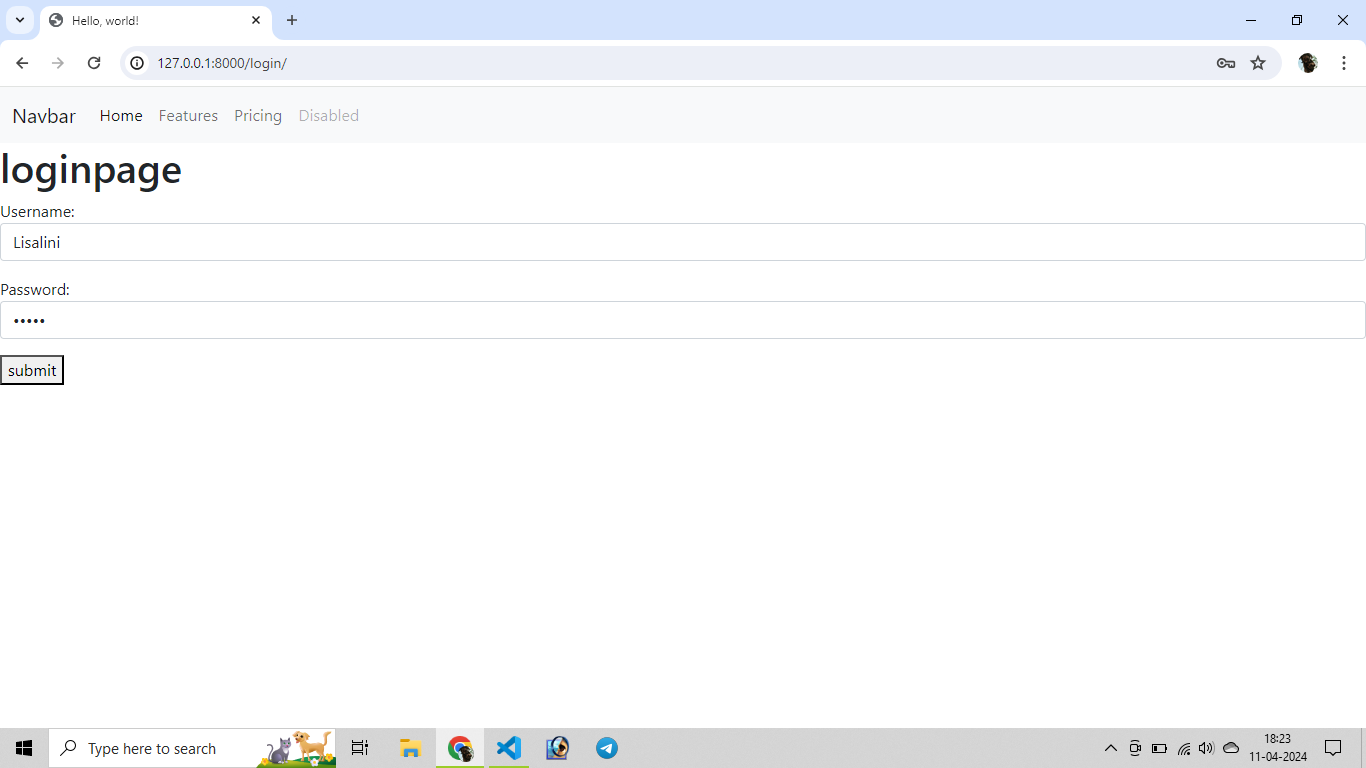 Hello, world!
127.0.0.1:8000/login/
Navbar Home Features Pricing Disabled
loginpage
Username:
Lisalini
Password:
•••••
submit
Type here to search
18:23
11-04-2024